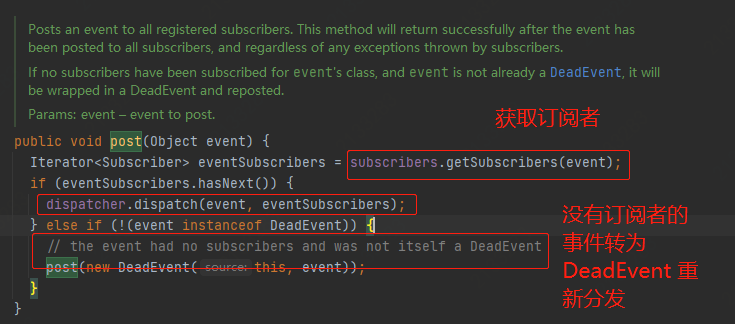 Posts an event to all registered subscribers. This method will return successfully after the event has
been posted to all subscribers, and regardless of any exceptions thrown by subscribers.
If no subscribers have been subscribed for event's class, and event is not already a DeadEvent, it will
be wrapped in a DeadEvent and reposted.
Params: event – event to post.
获取订阅者
public void post(Object event) {
Iterator<Subscriber> eventSubscribers = subscribers.getSubscribers(event);
if (eventSubscribers.hasNext()) {
dispatcher.dispatch(event, eventSubscribers);
} else if (!(event instanceof DeadEvent)) {
// the event had no subscribers and was not itself a DeadEvent
post(new DeadEvent( source: this, event));
}
}
没有订阅者的
事件转为
DeadEvent 重
新分发